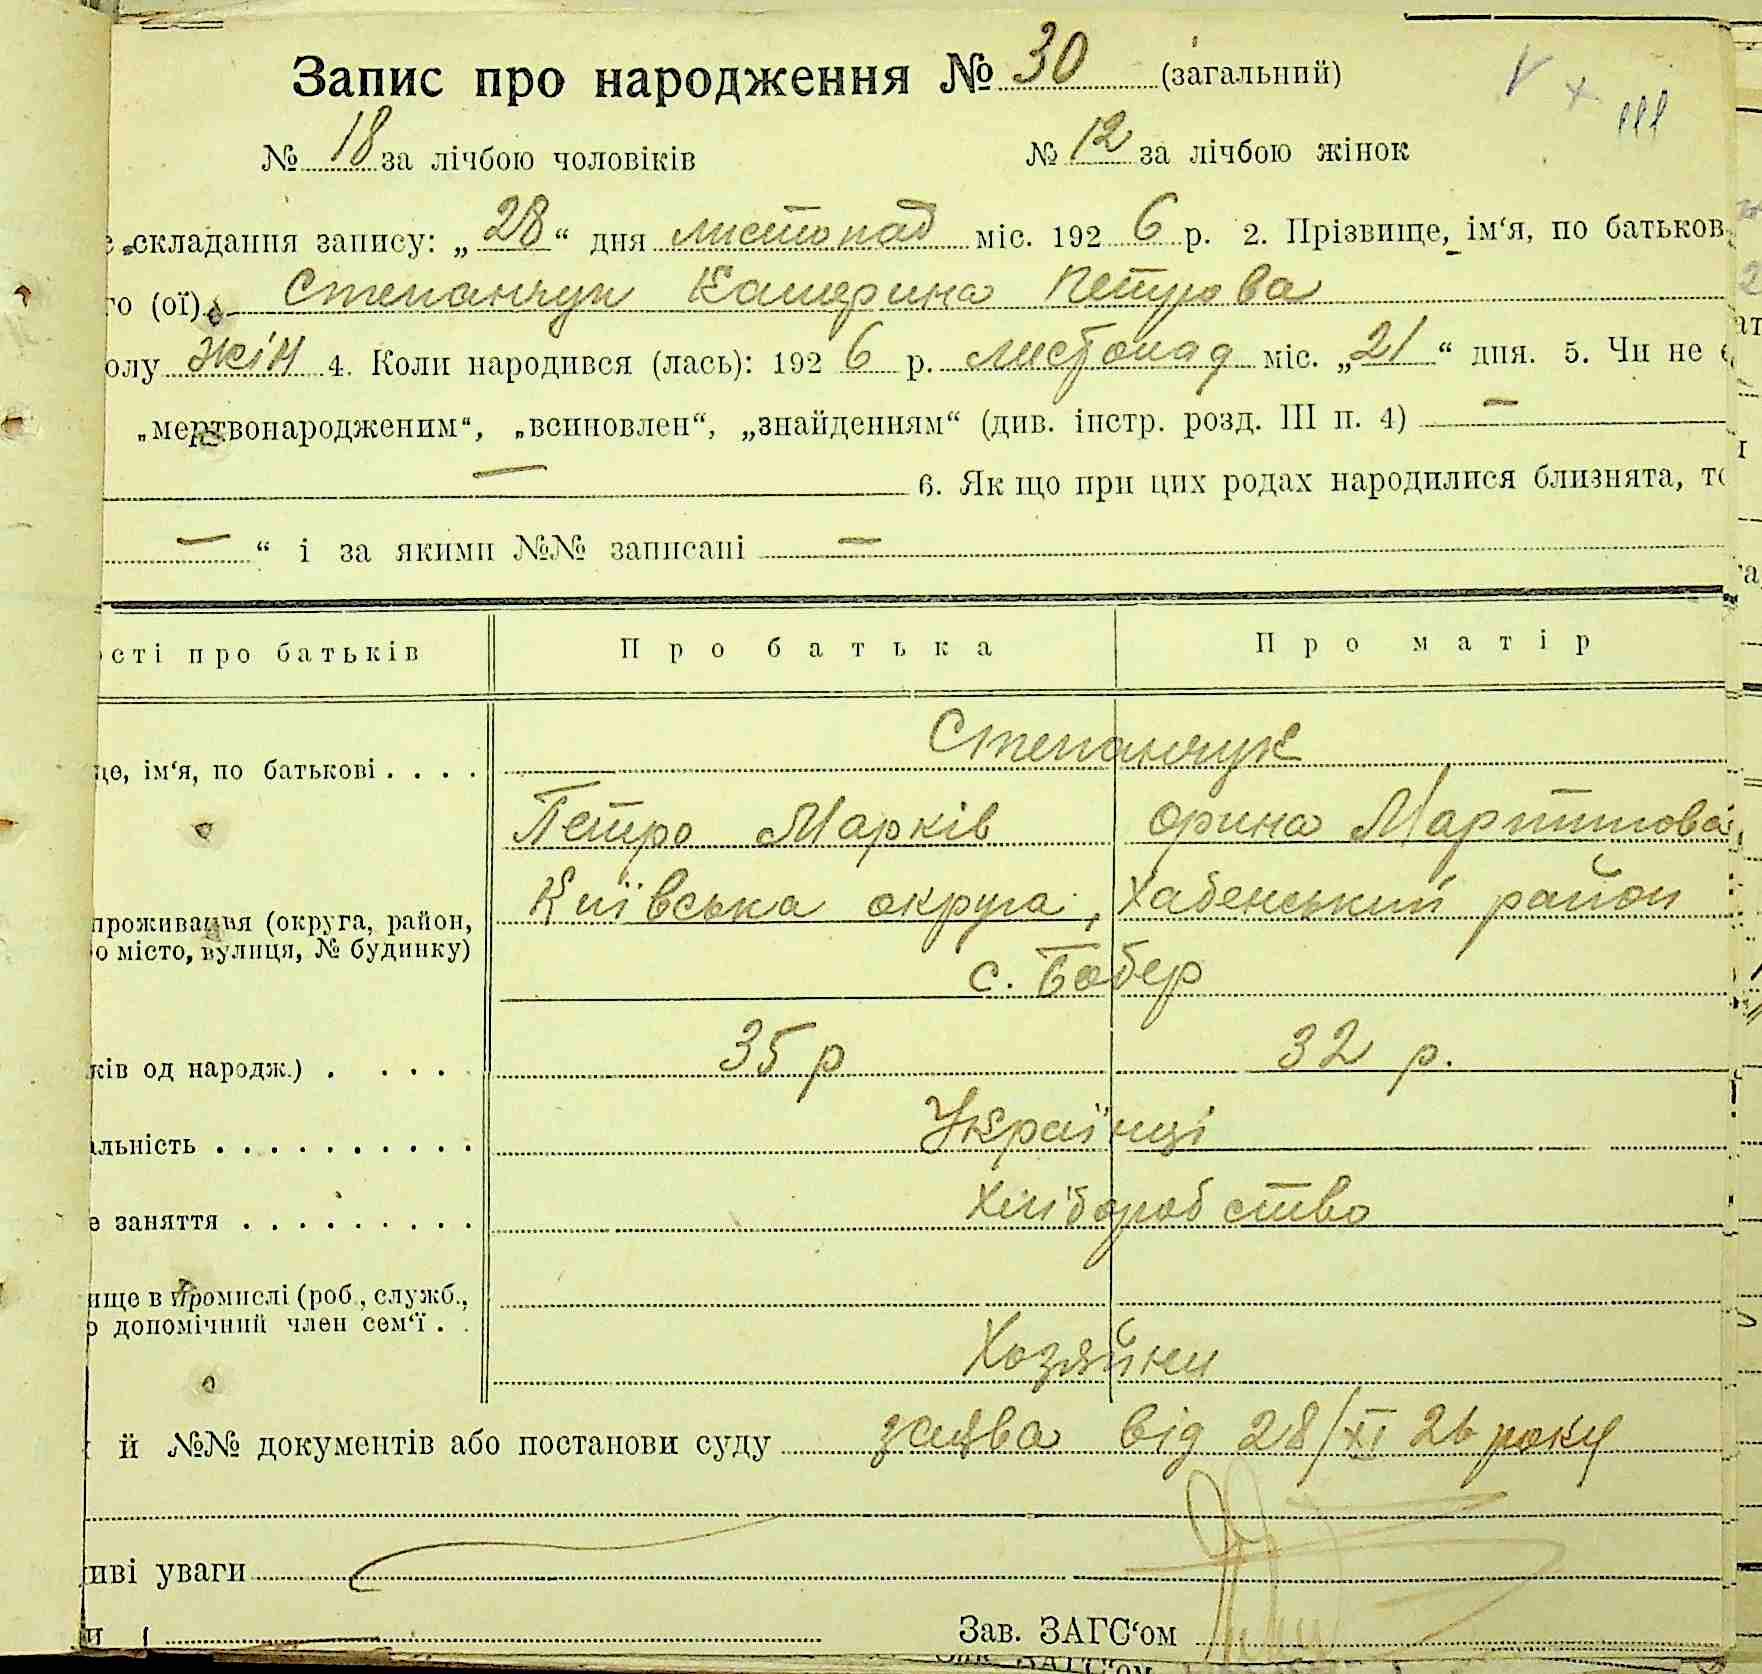 Запис про народження № 30 (загальний)
№ 18 за лічбою чоловіків № 12 за лічбою жінок
складання запису: „28“ дня листопад міс. 1926 р. 2. Прізвище, ім‘я, по батьков
го (ої) Степанчук Катерина Петрова
олу жін 4. Коли народився (лась): 1926 р. листопад міс. „21“ дня. 5. Чи не є
„мертвонародженим“, „всиновлен“, „знайденням“ (див. інстр. розд. III п. 4) —
— 6. Як що при цих родах народилися близнята, то
— “ і за якими №№ записані —
ості про батьків Про батька Про матір
Степанчук
це, ім‘я, по батькові . . . .
Петро Марків Орина Мартинова
Київська округа, Хабенський район
проживання (округа, район,
о місто, вулиця, № будинку)
с. Бобер
ків од народж.) . . . . 35 р 32 р.
альність . . . . . . . . . . Українці
е заняття . . . . . . . . . Хліборобство
ище в промислі (роб., служб.,
о допомічний член сем‘ї . .
Хозяйни
й №№ документів або постанови суду заява від 28/XI 26 року
иві уваги
и (
Зав. ЗАГС‘ом